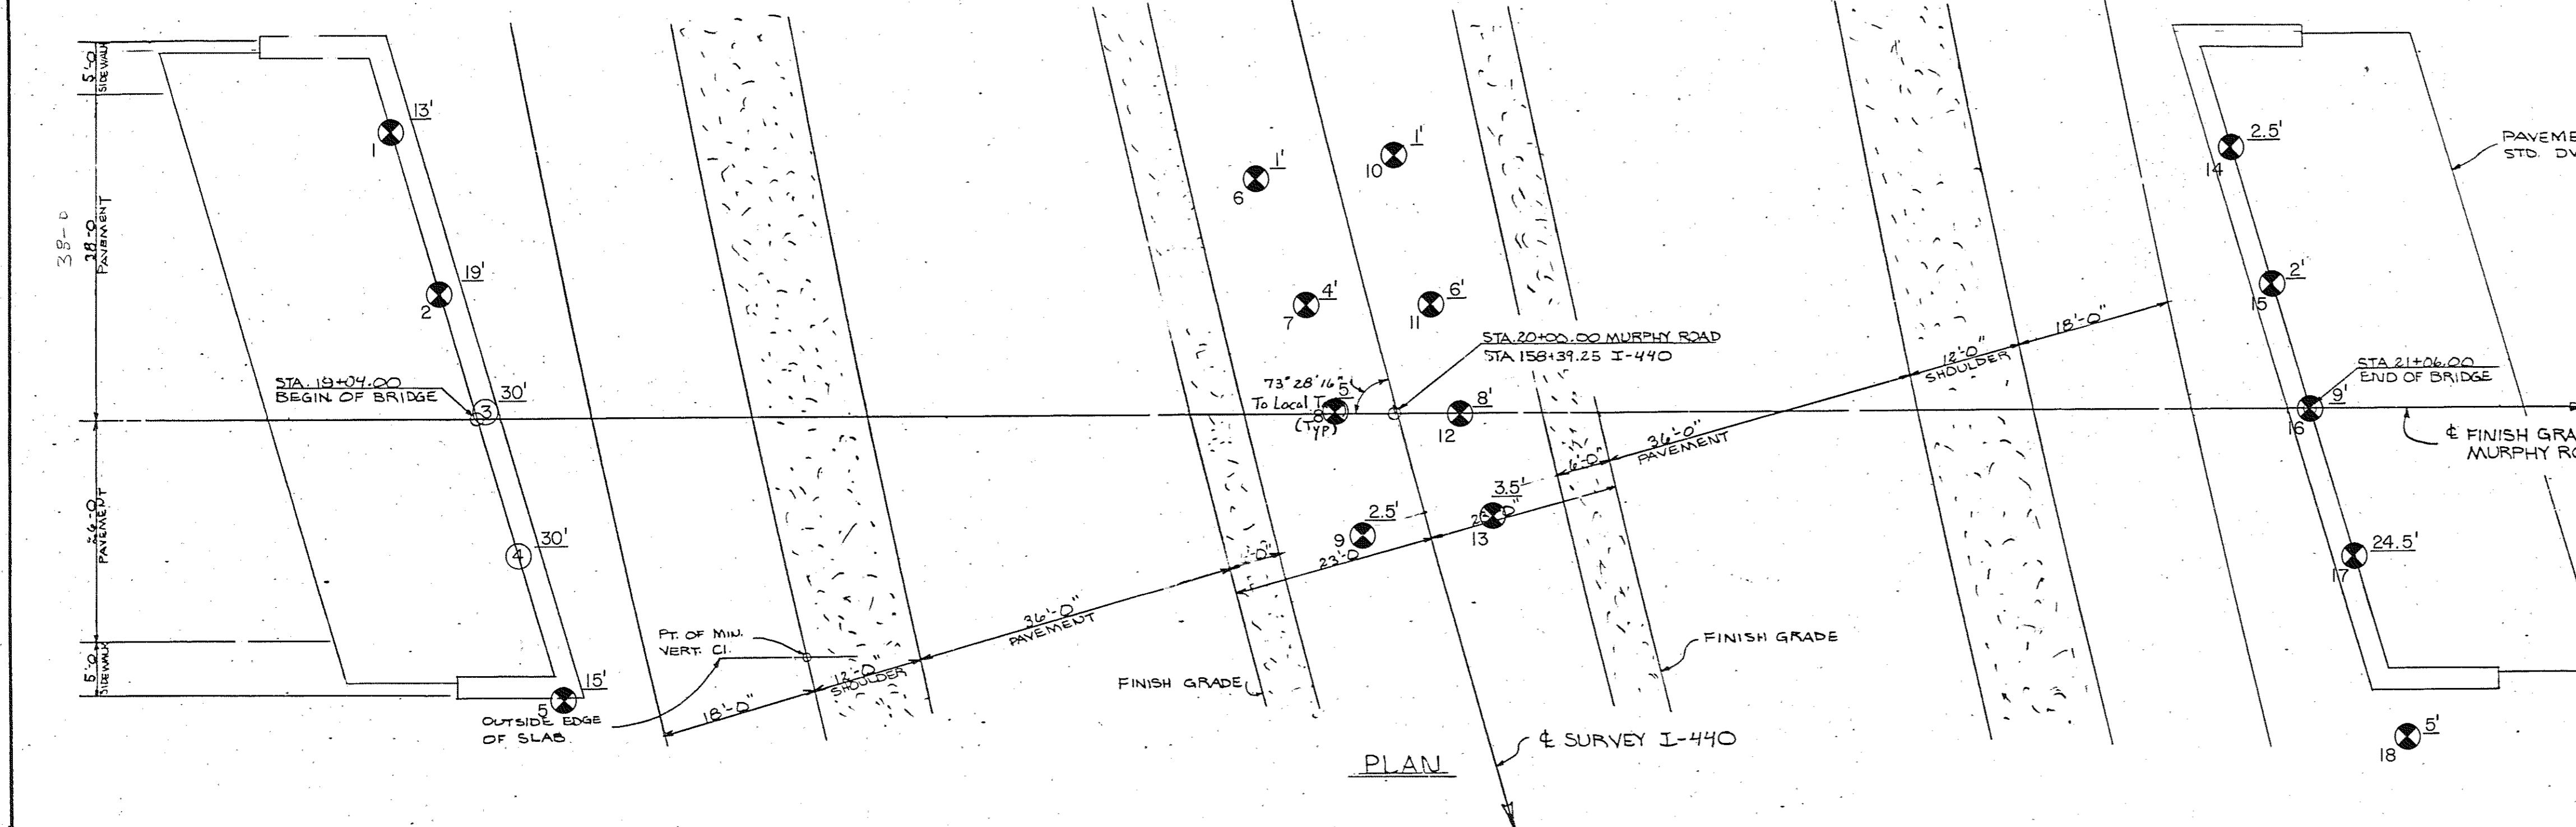 5'-0
SIDEWALK
38-0
PAVEMENT
PAVEMENT
5'-0
SIDEWALK
13'
1
19'
2
STA. 19+04.00
BEGIN. OF BRIDGE
30'
3
30'
4
15'
5
OUTSIDE EDGE
OF SLAB
PT. OF MIN.
VERT. Cl.
18'-0"
12'-0"
SHOULDER
36'-0"
PAVEMENT
FINISH GRADE
1'
6
1'
10
4'
7
6'
11
STA. 20+00.00 MURPHY ROAD
STA 158+39.25 I-440
73° 28' 16"
To Local
5'
8
(Typ)
8'
12
2.5'
9
3.5'
13
23'-0
6'-0"
36'-0"
PAVEMENT
12'-0"
SHOULDER
18'-0"
FINISH GRADE
₵ SURVEY I-440
PLAN
2.5'
14
2'
15
STA. 21+06.00
END OF BRIDGE
9'
16
24.5'
17
5'
18
PAVEME
STD. DW
₵ FINISH GRA
MURPHY RO